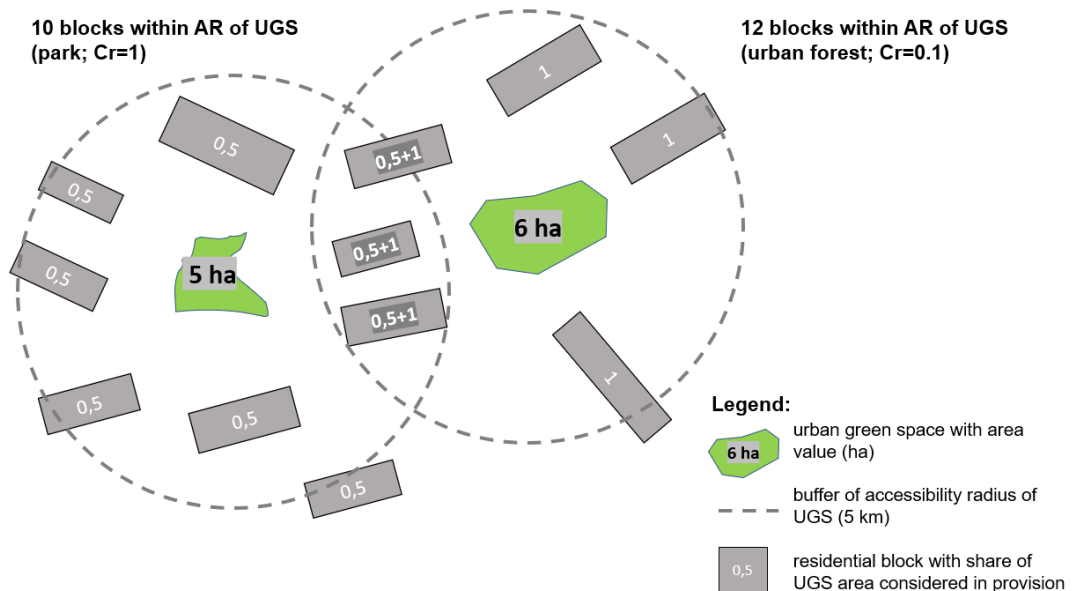 10 blocks within AR of UGS
(park; Cr=1)
12 blocks within AR of UGS
(urban forest; Cr=0.1)
1
1
0,5
0,5+1
0,5
6 ha
0,5+1
0,5
5 ha
0,5+1
1
0,5
0,5
0,5
Legend:
6 ha
urban green space with area
value (ha)
buffer of accessibility radius of
UGS (5 km)
0,5
residential block with share of
UGS area considered in provision